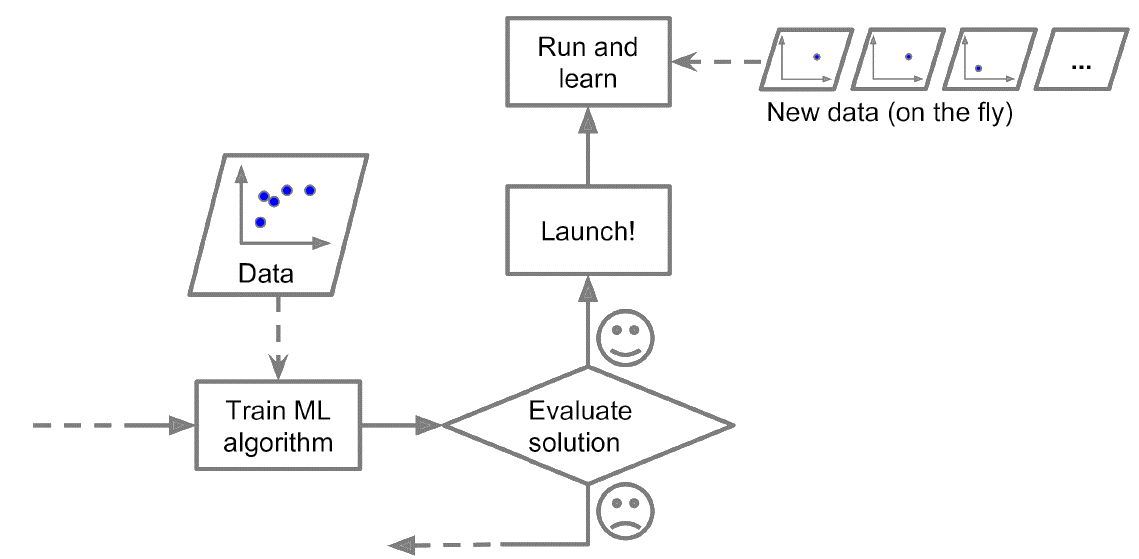 Run and
learn
...
New data (on the fly)
Launch!
Data
Train ML
algorithm
Evaluate
solution